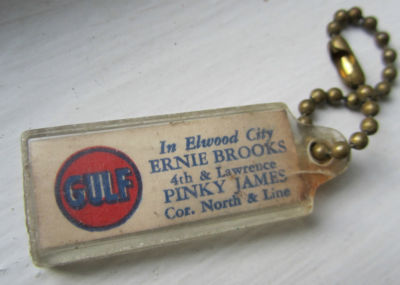 GULF
In Elwood City
ERNIE BROOKS
4th & Lawrence
PINKY JAMES
Cor. North & Line